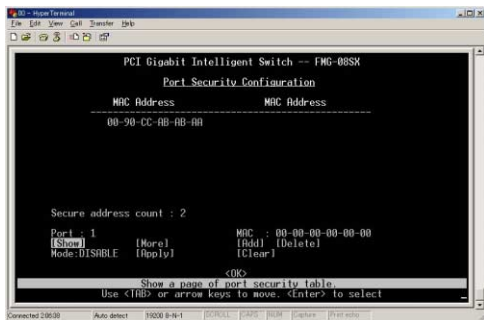 80 - HyperTerminal
File Edit View Call Transfer Help
PCI Gigabit Intelligent Switch -- FMG-08SX
Port Security Configuration
MAC Address MAC Address
00-90-CC-AB-AB-AA
Secure address count : 2
Port : 1 MAC : 00-00-00-00-00-00
[Show] [More] [Add] [Delete]
Mode:DISABLE [Apply] [Clear]
<OK>
Show a page of port security table.
Use <TAB> or arrow keys to move. <Enter> to select
Connected 2:06:00 Auto detect 19200 8-N-1 SCROLL CAPS NUM Capture Print echo